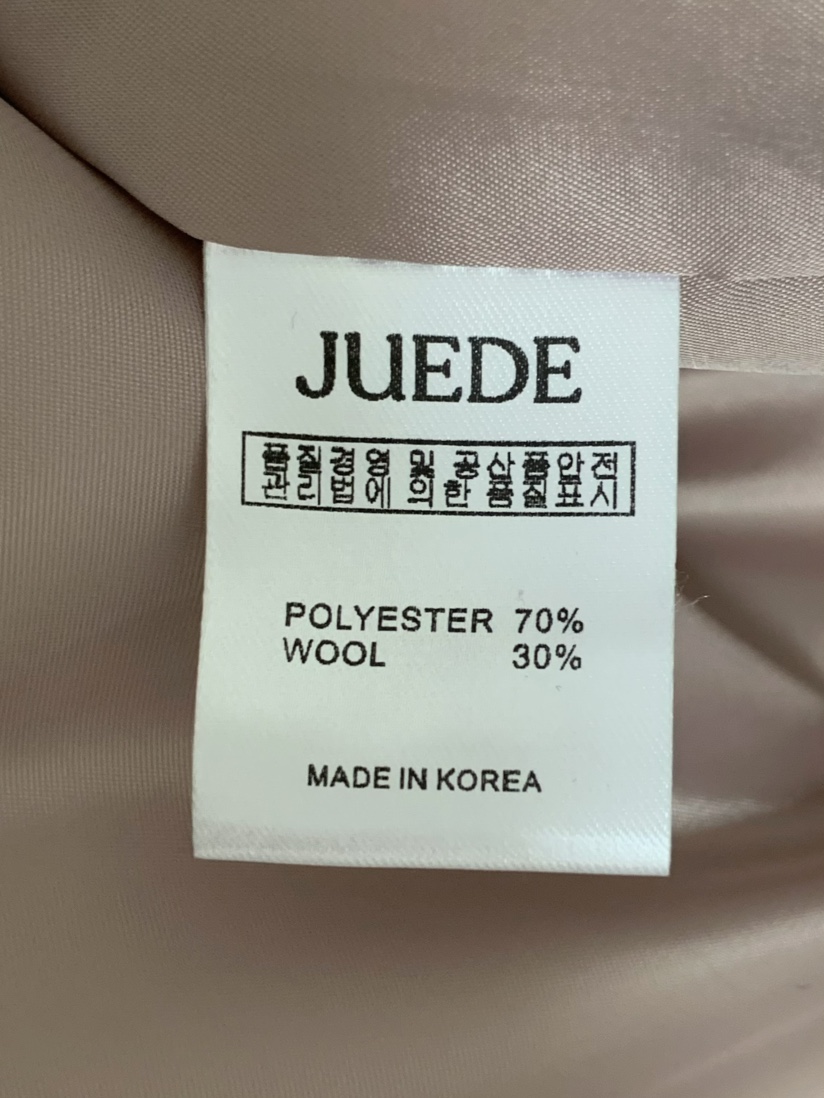 JUEDE
품질경영 및 공산품안전
관리법에 의한 품질표시
POLYESTER 70%
WOOL 30%
MADE IN KOREA